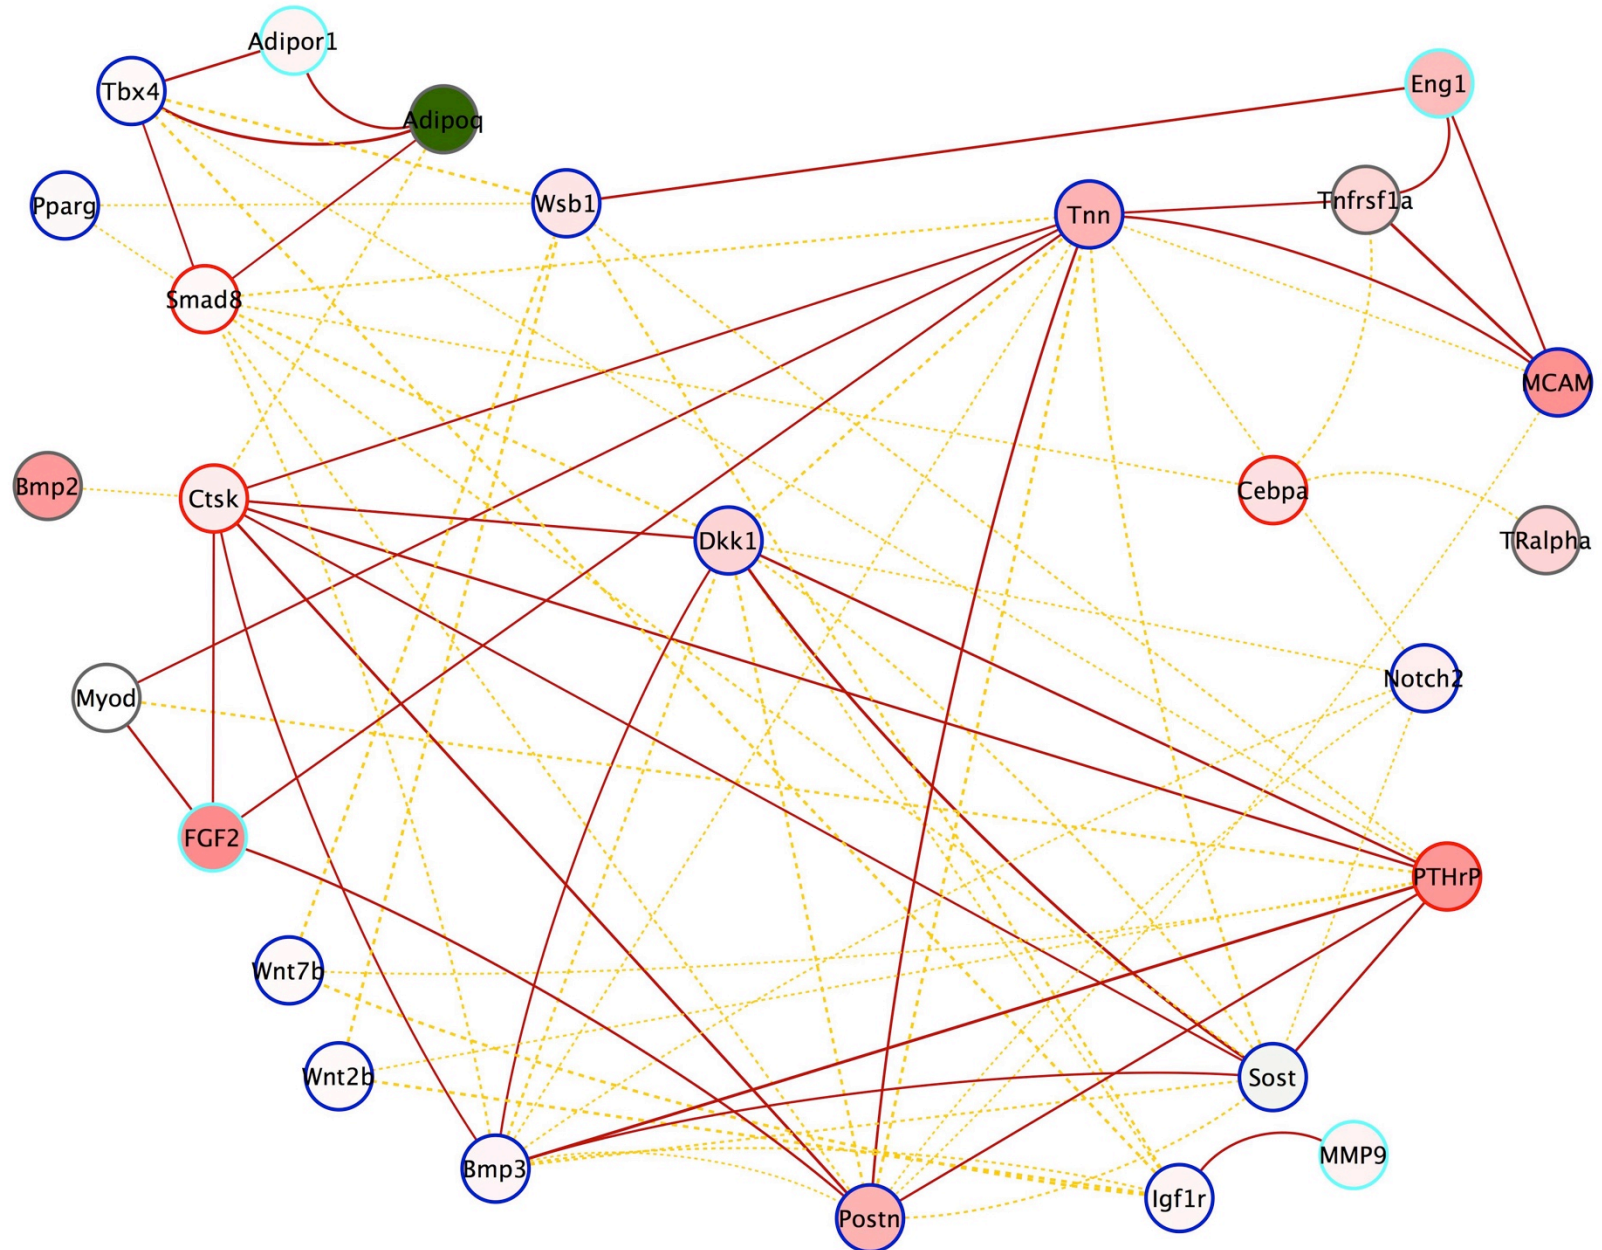 Adipor1
Tbx4
Eng1
Adipoq
Pparg
Wsb1
Tnfrsf1a
Tnn
Smad8
MCAM
Bmp2
Ctsk
Cebpa
Dkk1
TRalpha
Notch2
Myod
FGF2
PTHrP
Wnt7b
Wnt2b
Sost
Bmp3
MMP9
Igf1r
Postn